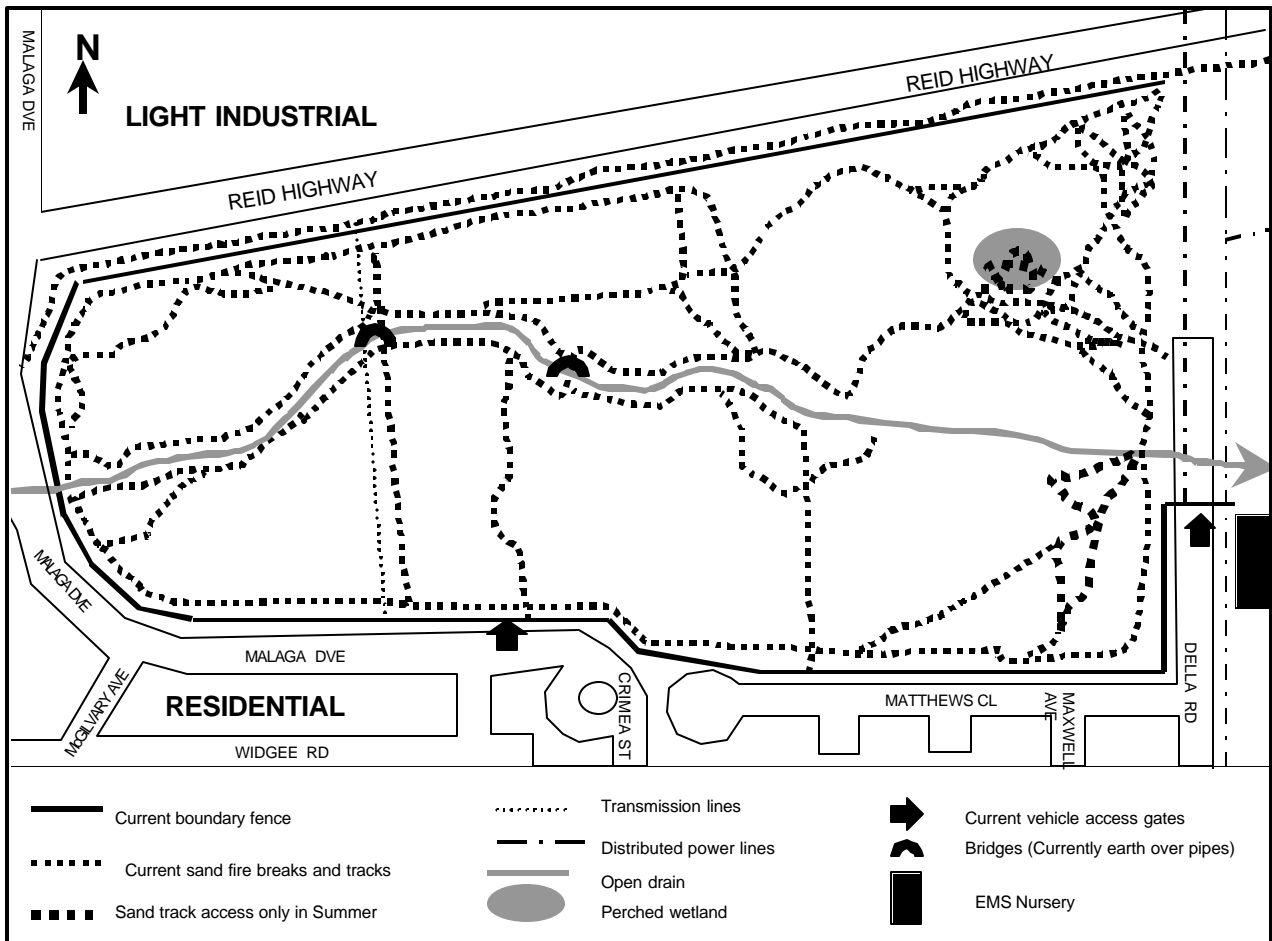 MALAGA DVE
N
LIGHT INDUSTRIAL
REID HIGHWAY
REID HIGHWAY
MALAGA DVE
McGILVARY AVE
MALAGA DVE
RESIDENTIAL
WIDGEE RD
CRIMEA ST
MATTHEWS CL
MAXWELL
AVE
DELLA RD
Current boundary fence
Current sand fire breaks and tracks
Sand track access only in Summer
Transmission lines
Distributed power lines
Open drain
Perched wetland
Current vehicle access gates
Bridges (Currently earth over pipes)
EMS Nursery